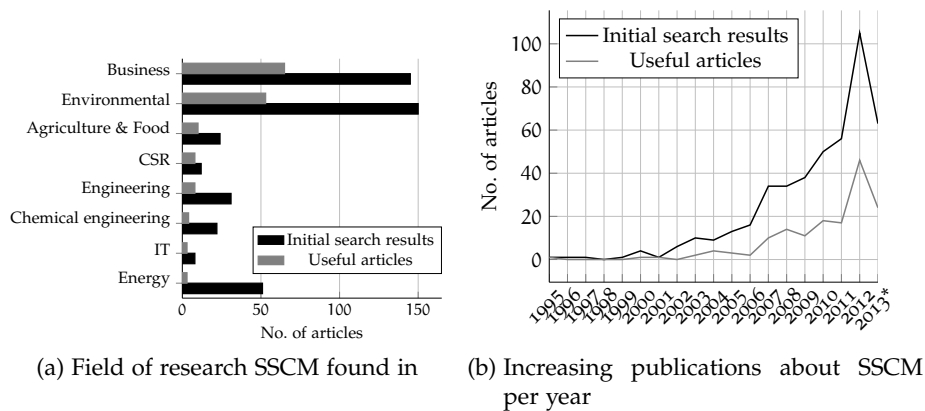 Business
Environmental
Agriculture & Food
CSR
Engineering
Chemical engineering
IT
Energy
Initial search results
Useful articles
0 50 100 150
No. of articles
(a) Field of research SSCM found in
Initial search results
Useful articles
100
80
60
40
20
0
No. of articles
1995 1996 1997 1998 1999 2000 2001 2002 2003 2004 2005 2006 2007 2008 2009 2010 2011 2012 2013*
(b) Increasing publications about SSCM
per year